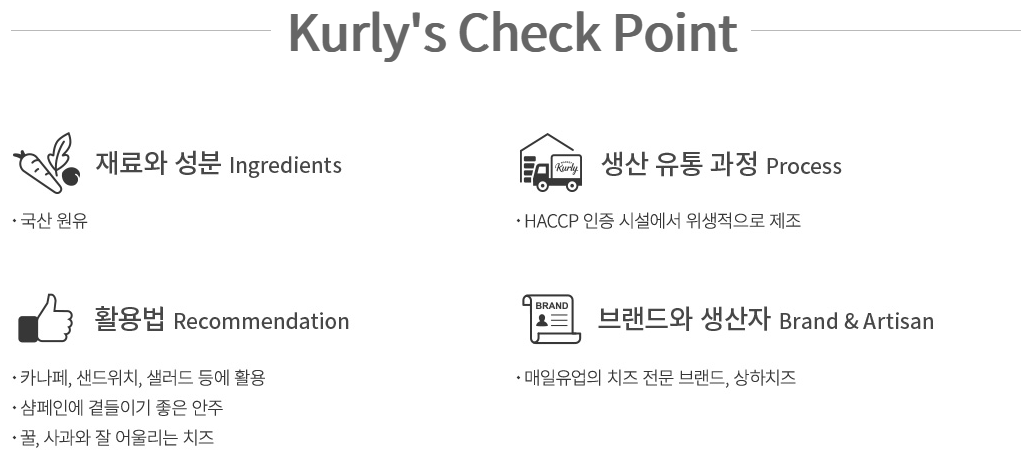 Kurly's Check Point
재료와 성분 Ingredients
· 국산 원유
Kurly
생산 유통 과정 Process
· HACCP 인증 시설에서 위생적으로 제조
활용법 Recommendation
· 카나페, 샌드위치, 샐러드 등에 활용
· 샴페인에 곁들이기 좋은 안주
· 꿀, 사과와 잘 어울리는 치즈
BRAND
브랜드와 생산자 Brand & Artisan
· 매일유업의 치즈 전문 브랜드, 상하치즈